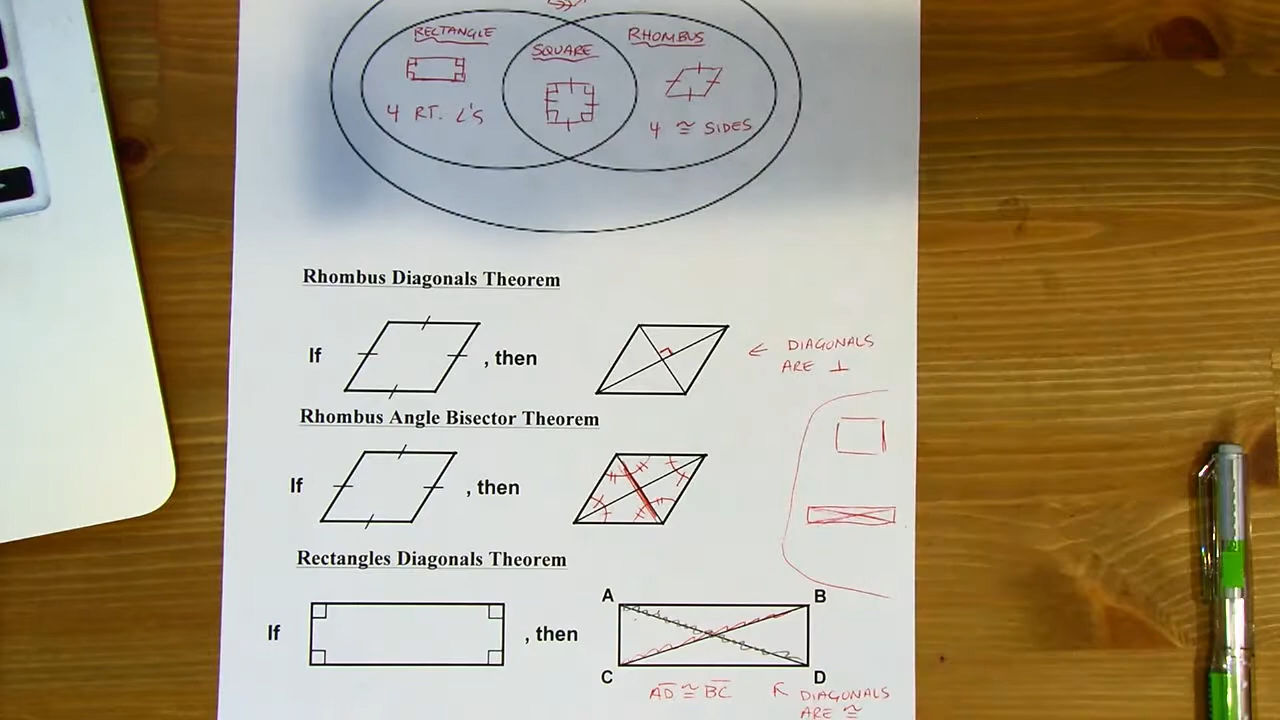 RECTANGLE
RHOMBUS
SQUARE
4 RT. ∠'S
4 ≅ SIDES
Rhombus Diagonals Theorem
If
, then
← DIAGONALS
ARE ⊥
Rhombus Angle Bisector Theorem
If
, then
Rectangles Diagonals Theorem
A
B
If
, then
C
D
AD ≅ BC
DIAGONALS
ARE ≅